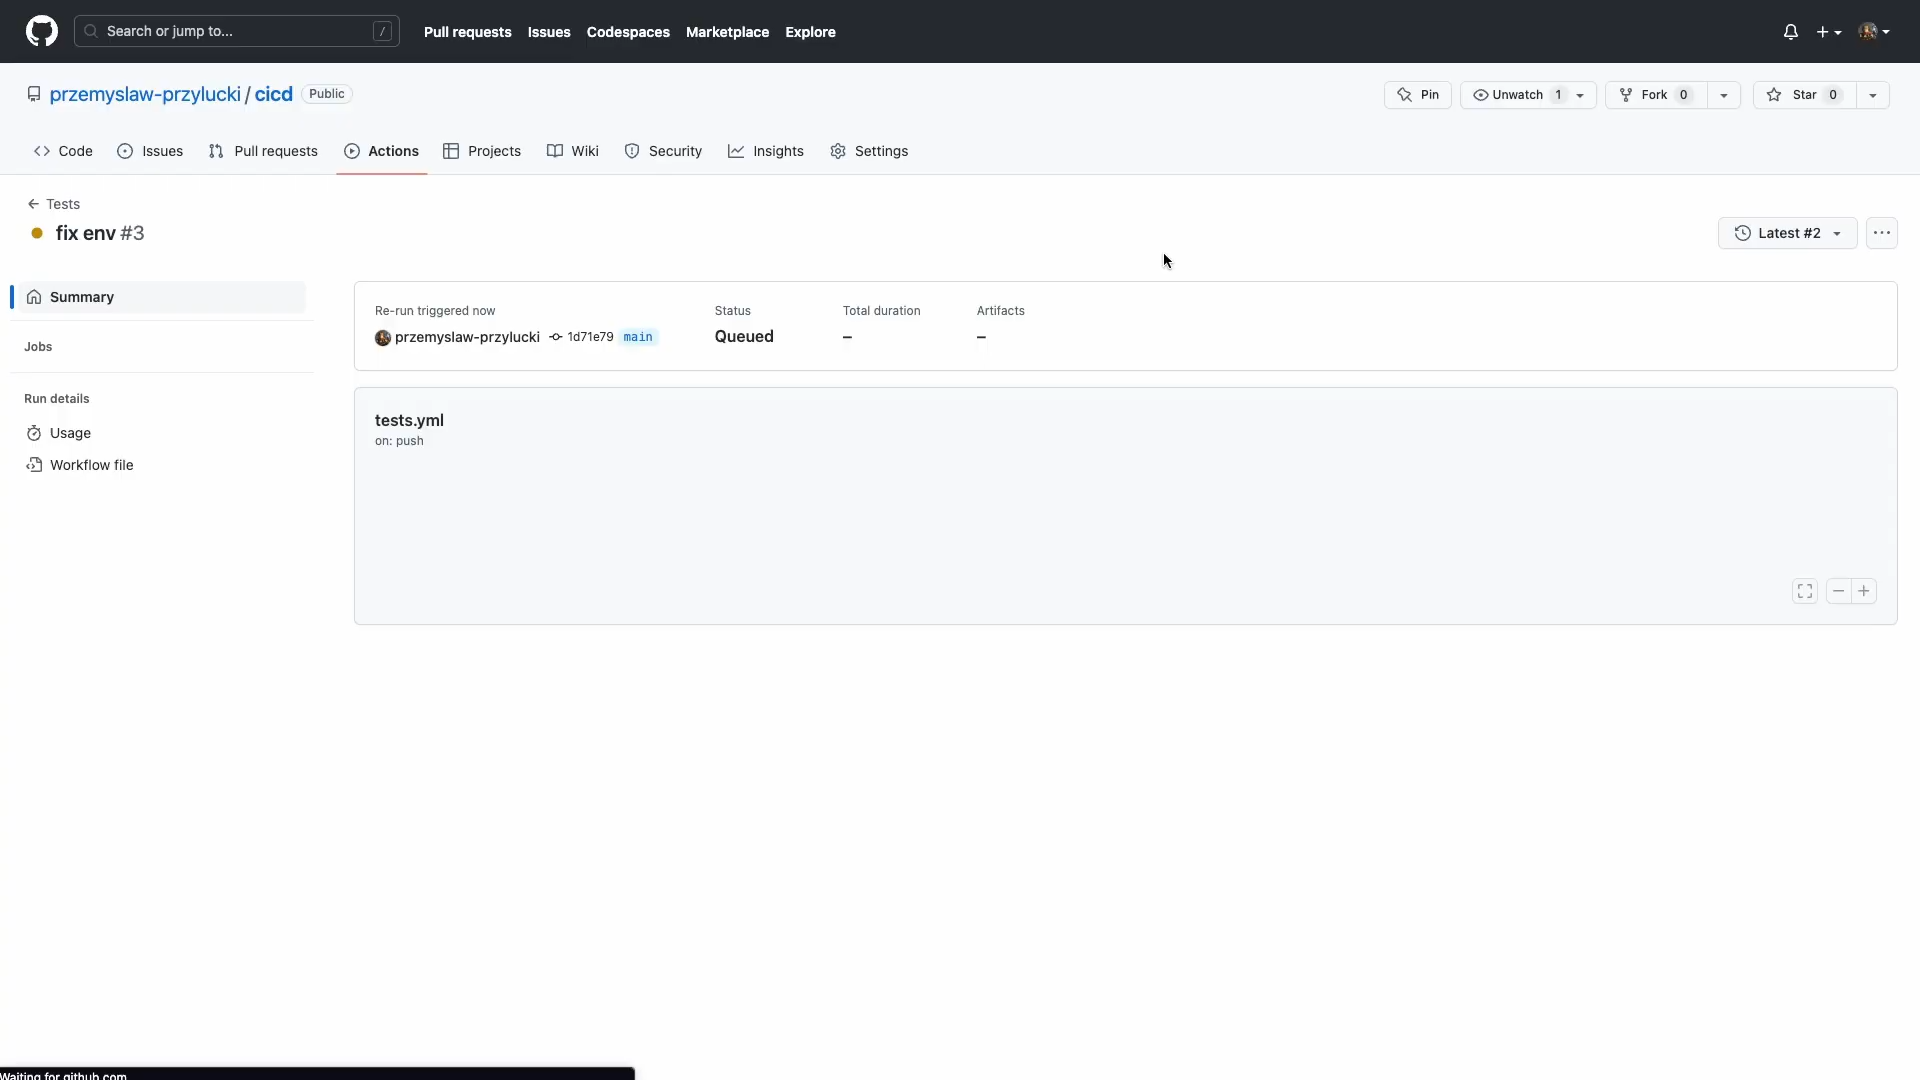 Search or jump to... /
Pull requests Issues Codespaces Marketplace Explore
przemyslaw-przylucki / cicd Public
Pin Unwatch 1 Fork 0 Star 0
Code Issues Pull requests Actions Projects Wiki Security Insights Settings
Tests
fix env #3
Latest #2
Summary
Jobs
Run details
Usage
Workflow file
Re-run triggered now Status Total duration Artifacts
przemyslaw-przylucki 1d71e79 main Queued – –
tests.yml
on: push
Waiting for github.com